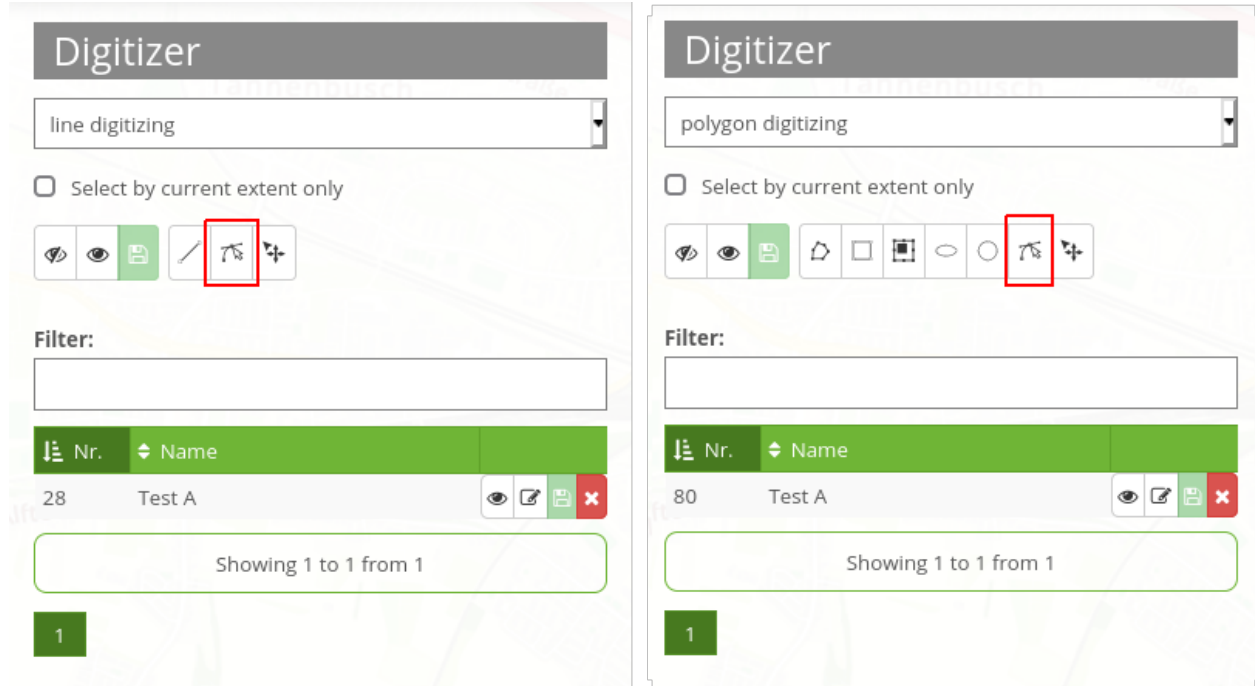 Digitizer
line digitizing
Select by current extent only
Filter:
Nr. Name
28 Test A
Showing 1 to 1 from 1
1
Digitizer
Tannenbusch
polygon digitizing
Select by current extent only
Filter:
Nr. Name
80 Test A
Showing 1 to 1 from 1
1